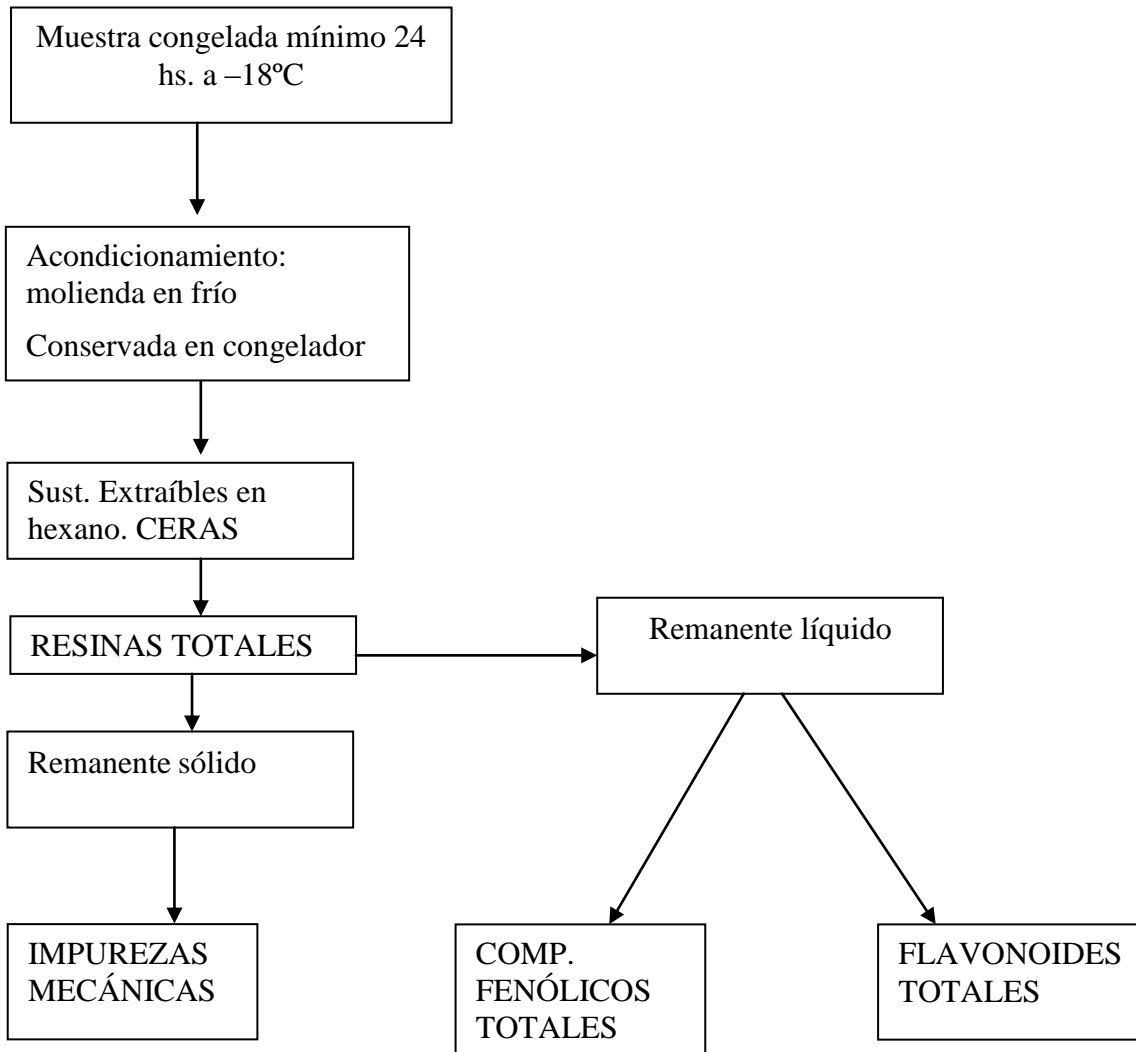 Muestra congelada mínimo 24
hs. a –18ºC
Acondicionamiento:
molienda en frío
Conservada en congelador
Sust. Extraíbles en
hexano. CERAS
RESINAS TOTALES
Remanente líquido
Remanente sólido
IMPUREZAS
MECÁNICAS
COMP.
FENÓLICOS
TOTALES
FLAVONOIDES
TOTALES